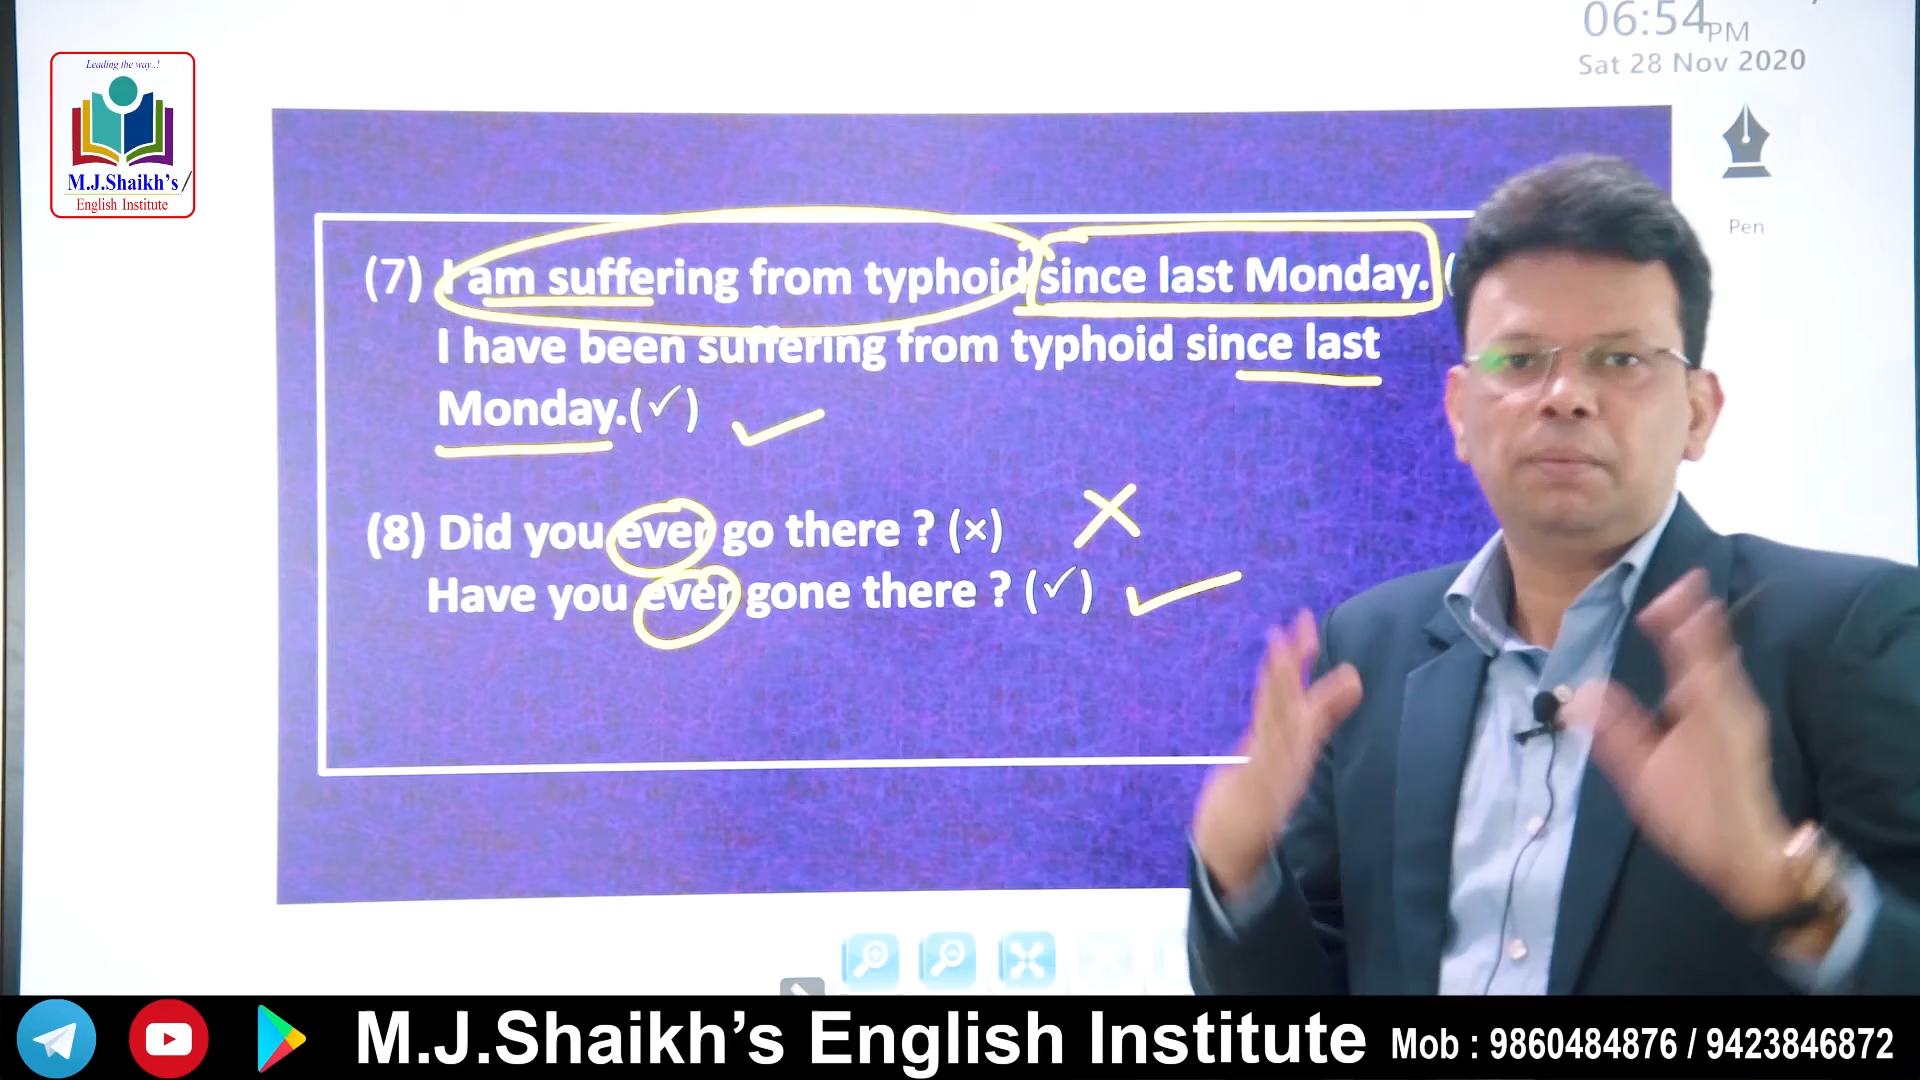 06:54PM
Sat 28 Nov 2020
Leading the way..!
M.J.Shaikh's
English Institute
Pen
(7) I am suffering from typhoid since last Monday. (
I have been suffering from typhoid since last
Monday.(✓)
(8) Did you ever go there ? (×)
Have you ever gone there ? (✓)
M.J.Shaikh's English Institute Mob : 9860484876 / 9423846872